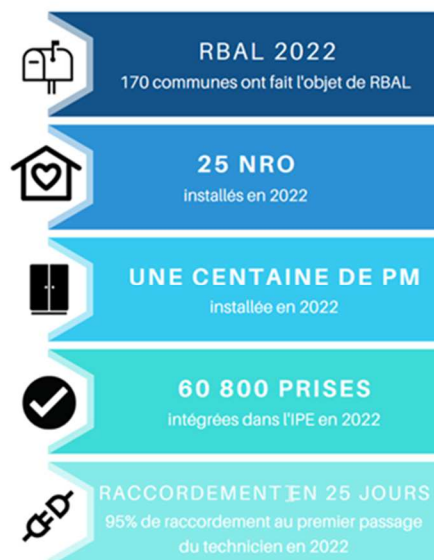 RBAL 2022
170 communes ont fait l'objet de RBAL
25 NRO
installés en 2022
UNE CENTAINE DE PM
installée en 2022
60 800 PRISES
intégrées dans l'IPE en 2022
RACCORDEMENT EN 25 JOURS
95% de raccordement au premier passage
du technicien en 2022